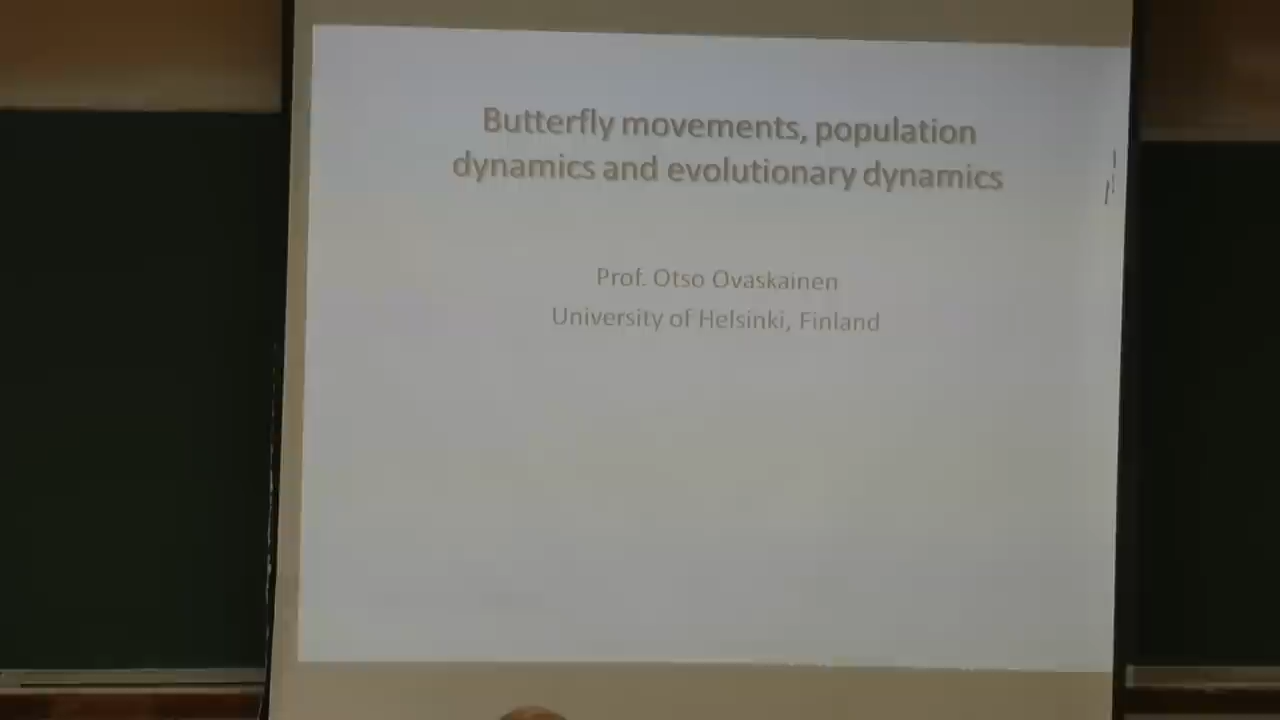 Butterfly movements, population
dynamics and evolutionary dynamics
Prof. Otso Ovaskainen
University of Helsinki, Finland